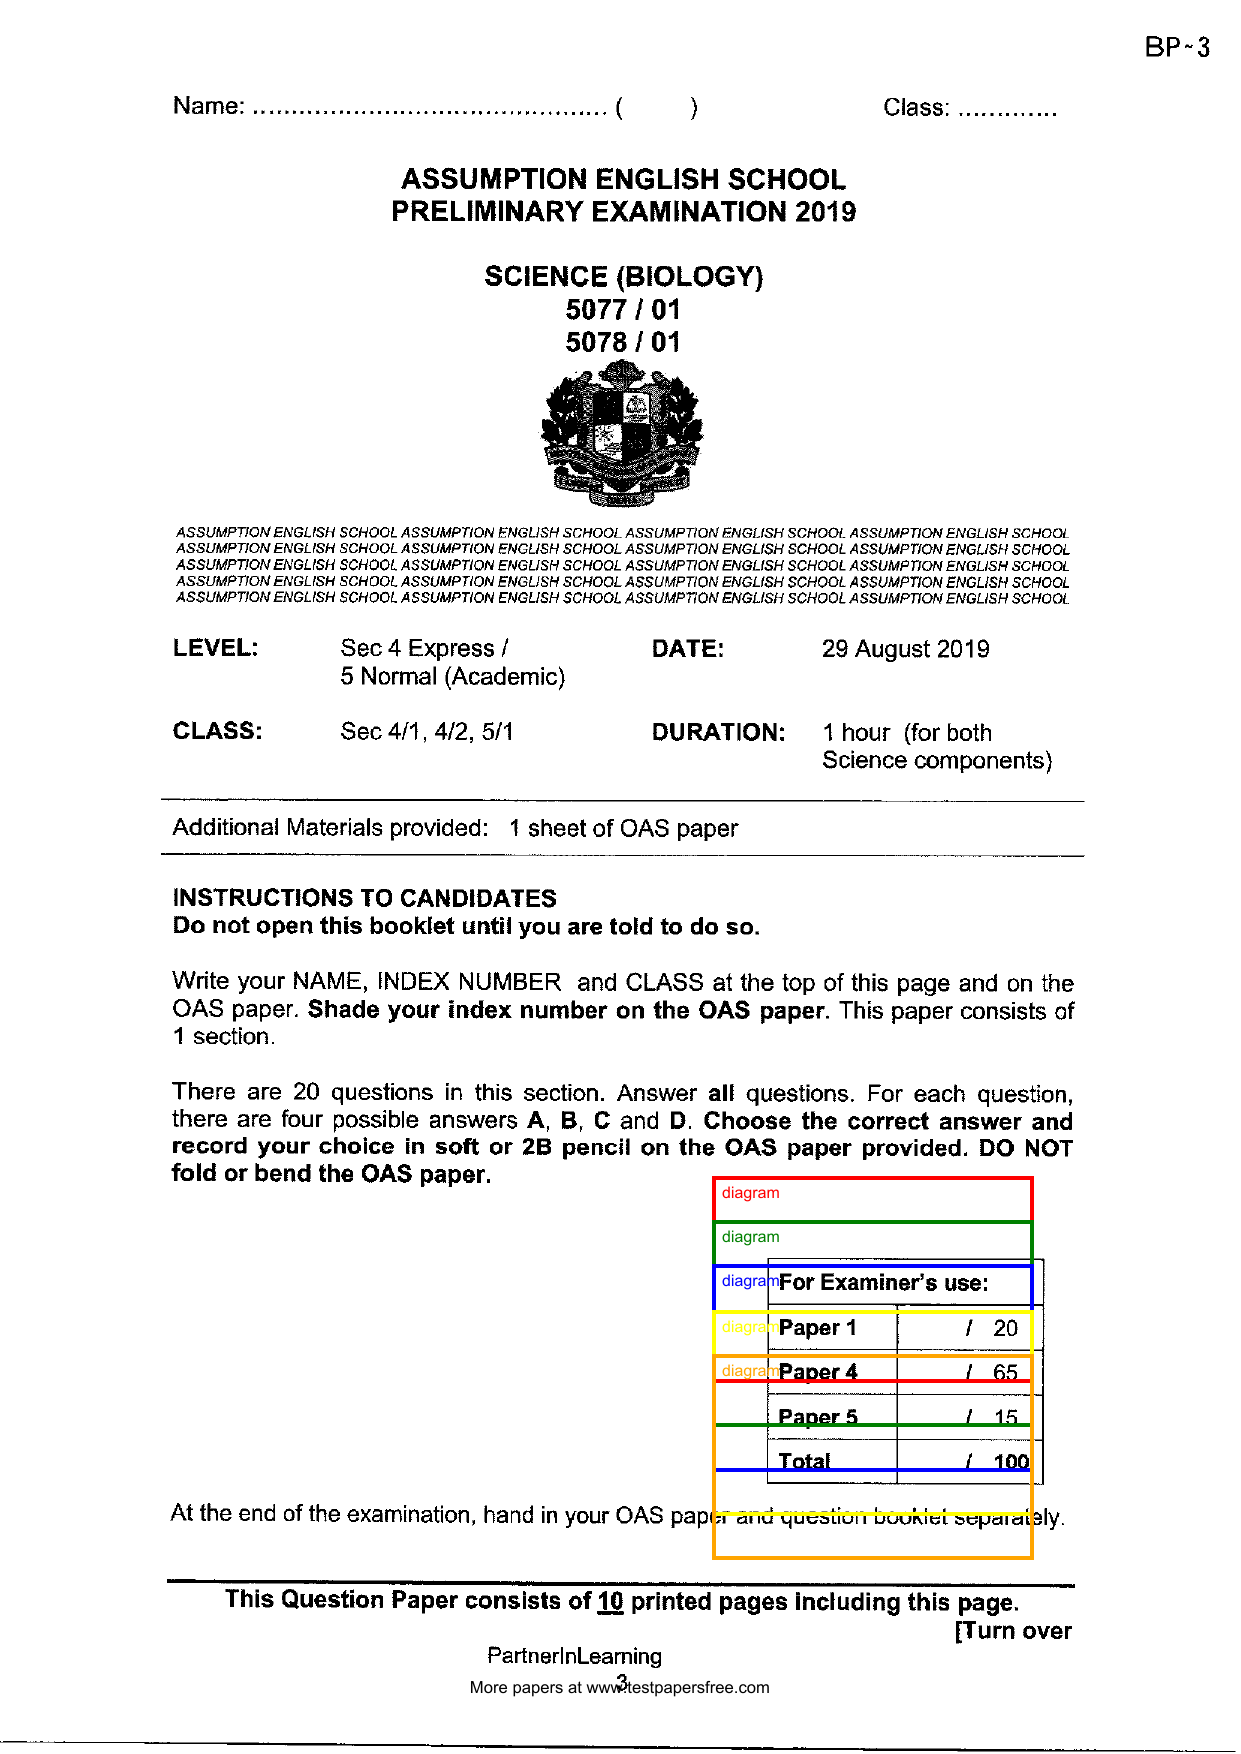 BP~3
Name: .............................................. (        )    Class: .............
ASSUMPTION ENGLISH SCHOOL
PRELIMINARY EXAMINATION 2019
SCIENCE (BIOLOGY)
5077 / 01
5078 / 01
ASSUMPTION ENGLISH SCHOOL ASSUMPTION ENGLISH SCHOOL ASSUMPTION ENGLISH SCHOOL ASSUMPTION ENGLISH SCHOOL
ASSUMPTION ENGLISH SCHOOL ASSUMPTION ENGLISH SCHOOL ASSUMPTION ENGLISH SCHOOL ASSUMPTION ENGLISH SCHOOL
ASSUMPTION ENGLISH SCHOOL ASSUMPTION ENGLISH SCHOOL ASSUMPTION ENGLISH SCHOOL ASSUMPTION ENGLISH SCHOOL
ASSUMPTION ENGLISH SCHOOL ASSUMPTION ENGLISH SCHOOL ASSUMPTION ENGLISH SCHOOL ASSUMPTION ENGLISH SCHOOL
ASSUMPTION ENGLISH SCHOOL ASSUMPTION ENGLISH SCHOOL ASSUMPTION ENGLISH SCHOOL ASSUMPTION ENGLISH SCHOOL
LEVEL: Sec 4 Express / DATE: 29 August 2019
5 Normal (Academic)
CLASS: Sec 4/1, 4/2, 5/1 DURATION: 1 hour (for both
Science components)
Additional Materials provided: 1 sheet of OAS paper
INSTRUCTIONS TO CANDIDATES
Do not open this booklet until you are told to do so.
Write your NAME, INDEX NUMBER and CLASS at the top of this page and on the
OAS paper. Shade your index number on the OAS paper. This paper consists of
1 section.
There are 20 questions in this section. Answer all questions. For each question,
there are four possible answers A, B, C and D. Choose the correct answer and
record your choice in soft or 2B pencil on the OAS paper provided. DO NOT
fold or bend the OAS paper.
diagram
diagram
diagram For Examiner's use:
diagram Paper 1 / 20
diagram Paper 4 / 65
Paper 5 / 15
Total / 100
At the end of the examination, hand in your OAS paper and question booklet separately.
This Question Paper consists of 10 printed pages including this page.
[Turn over
PartnerInLearning
3
More papers at www.testpapersfree.com